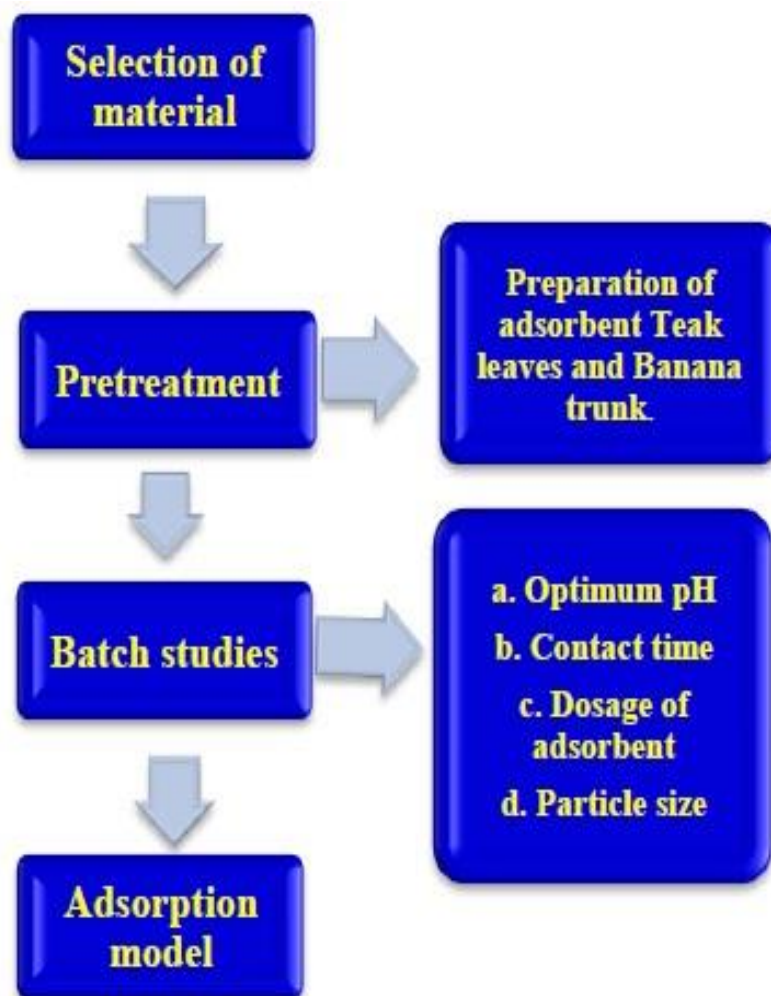 Selection of
material
Pretreatment
Preparation of
adsorbent Teak
leaves and Banana
trunk.
Batch studies
a. Optimum pH
b. Contact time
c. Dosage of
adsorbent
d. Particle size
Adsorption
model